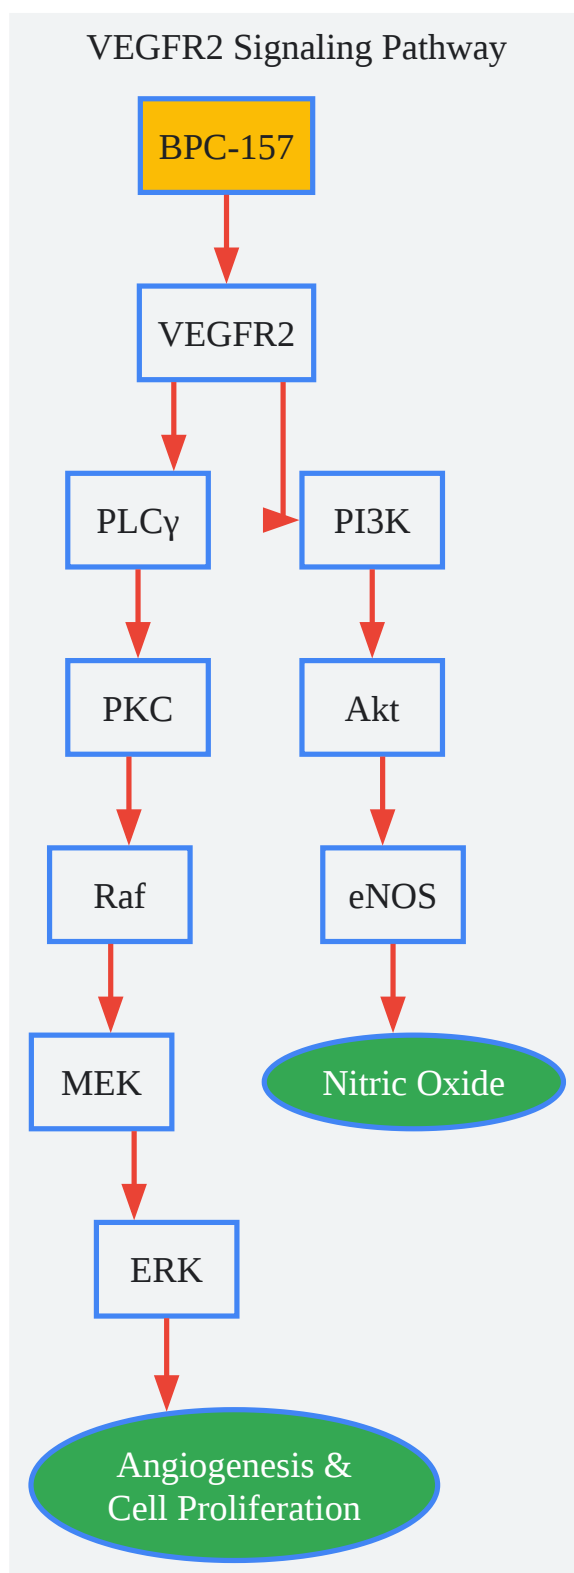 VEGFR2 Signaling Pathway
BPC-157
VEGFR2
PLCγ
PI3K
PKC
Akt
Raf
eNOS
MEK
Nitric Oxide
ERK
Angiogenesis &
Cell Proliferation